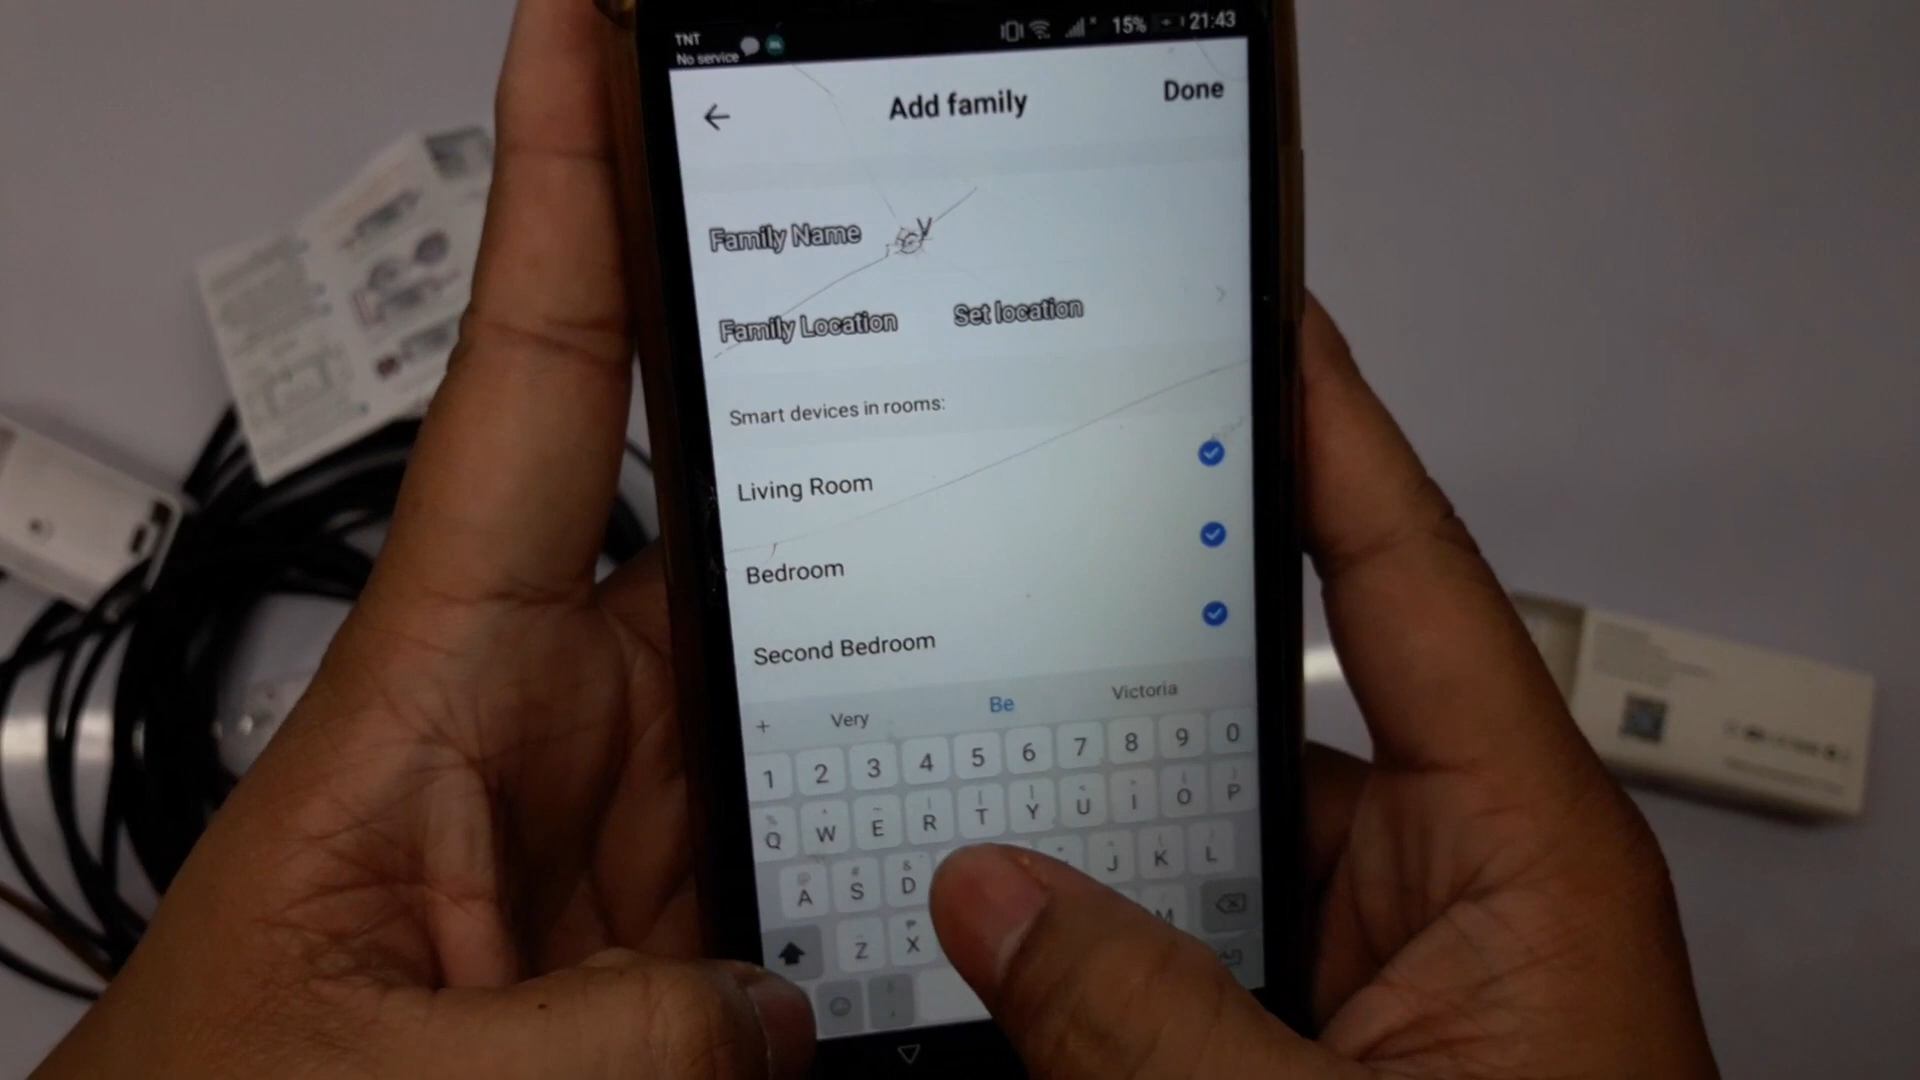 TNT
No service
15%
21:43
Add family
Done
Family Name
V
Family Location
Set location
Smart devices in rooms:
Living Room
Bedroom
Second Bedroom
+ Very Be Victoria
1 2 3 4 5 6 7 8 9 0
Q W E R T Y U I O P
A S D J K L
Z X M